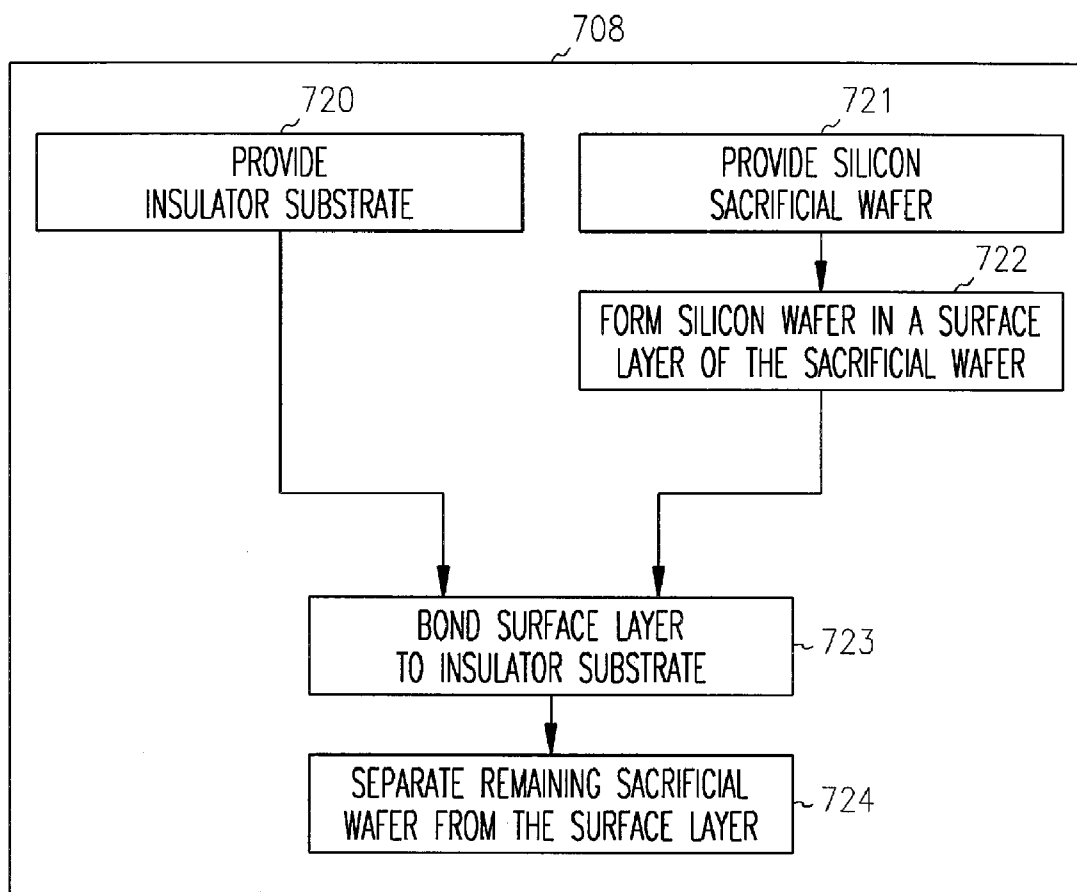 708
720
PROVIDE
INSULATOR SUBSTRATE
721
PROVIDE SILICON
SACRIFICIAL WAFER
722
FORM SILICON WAFER IN A SURFACE
LAYER OF THE SACRIFICIAL WAFER
BOND SURFACE LAYER
TO INSULATOR SUBSTRATE
723
SEPARATE REMAINING SACRIFICIAL
WAFER FROM THE SURFACE LAYER
724